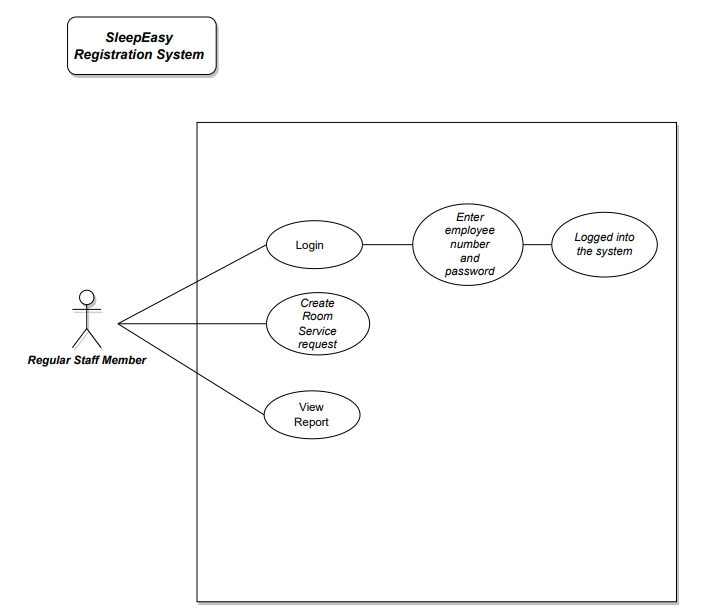 SleepEasy
Registration System
Login
Enter
employee
number
and
password
Logged into
the system
Create
Room
Service
request
Regular Staff Member
View
Report